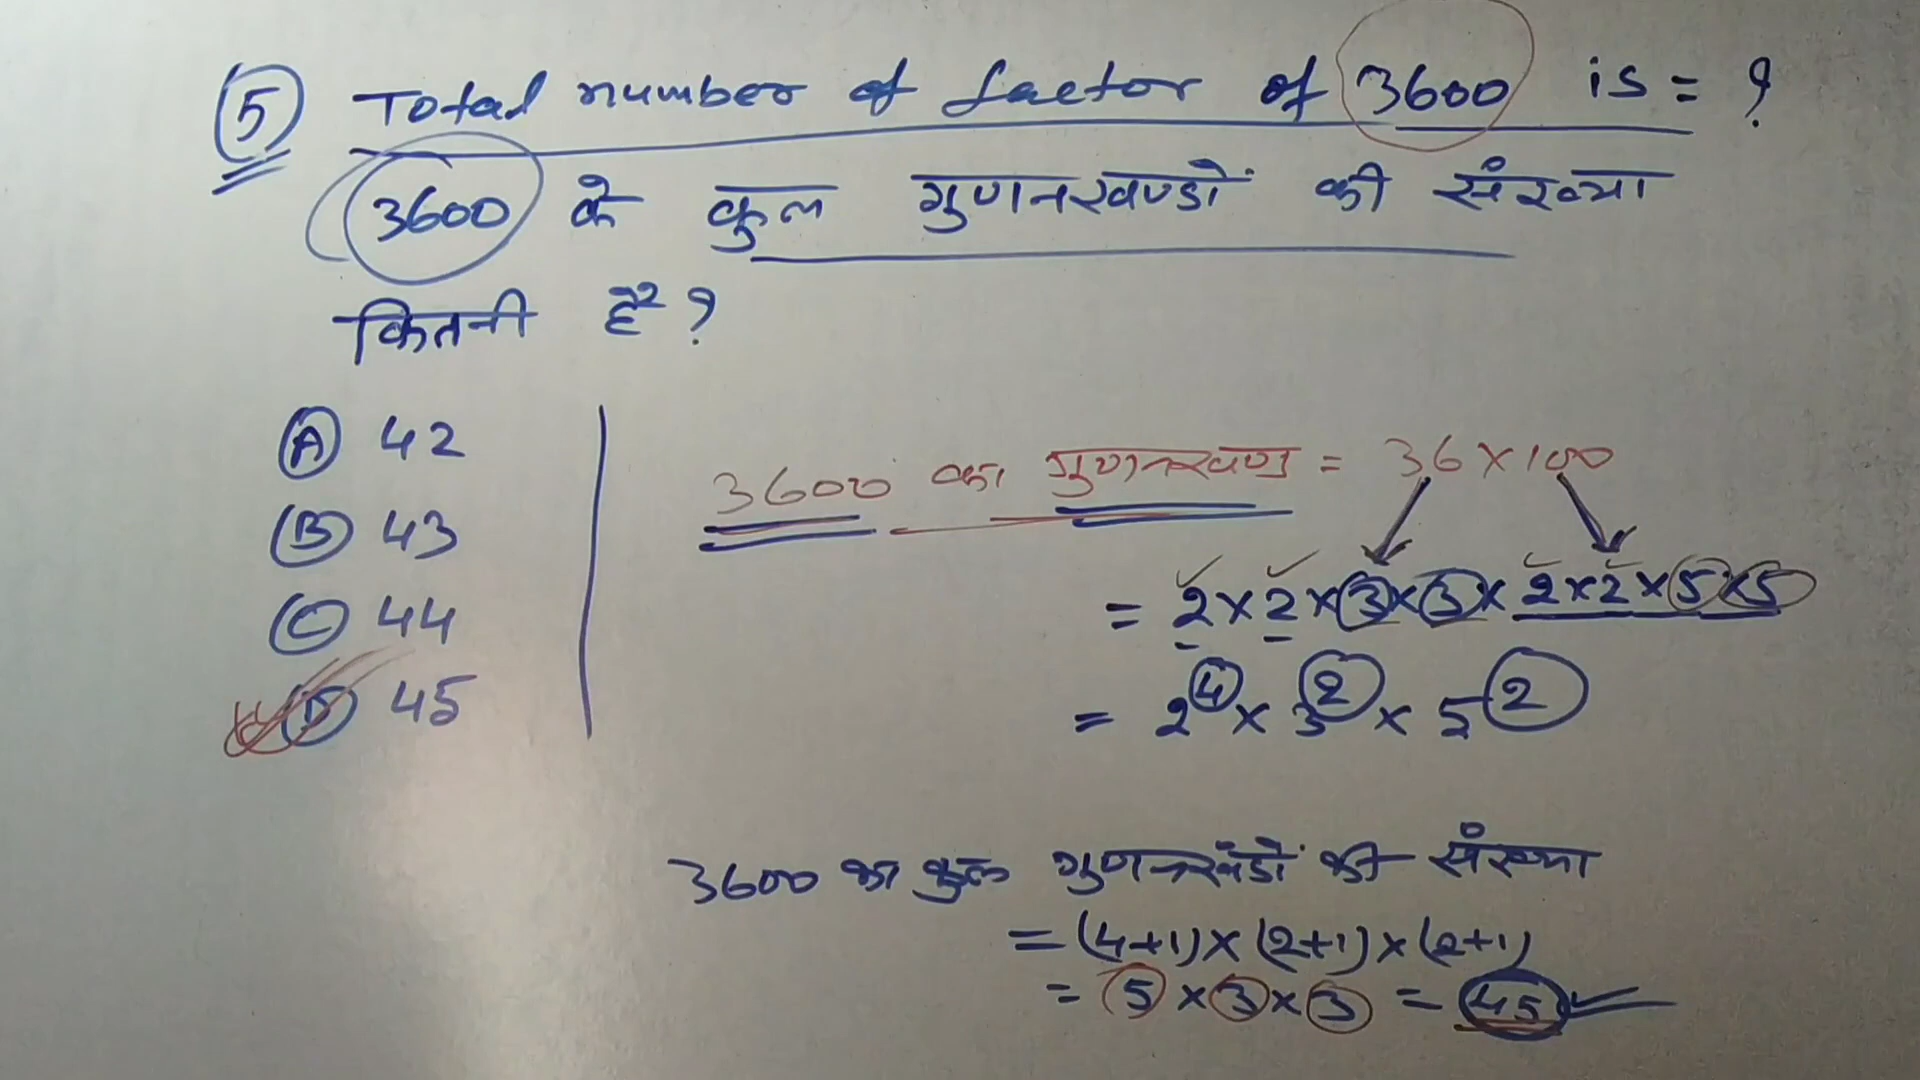 5 Total number of factor of 3600 is = ?
3600 के कुल गुणनखण्डों की संख्या
कितनी है ?
A 42
B 43
C 44
D 45
3600 का गुणनखण्ड = 36 × 100
= 2 × 2 × 3 × 3 × 2 × 2 × 5 × 5
= 2⁴ × 3² × 5²
3600 का कुल गुणनखंडों की संख्या
= (4+1) × (2+1) × (2+1)
= 5 × 3 × 3 = 45